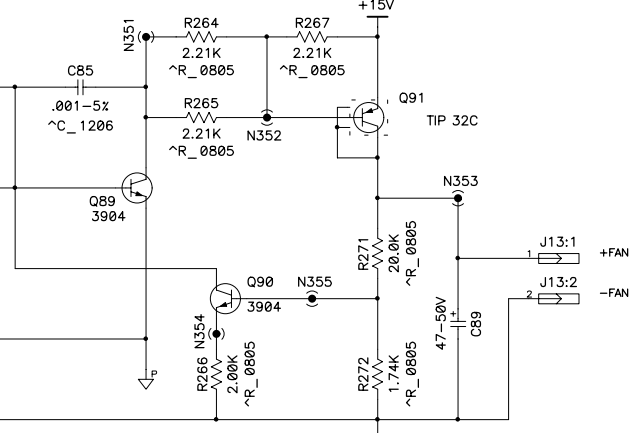 +15V
N351
R264
2.21K
^R_0805
R267
2.21K
^R_0805
C85
.001-5%
^C_1206
R265
2.21K
^R_0805
N352
Q91
TIP 32C
Q89
3904
N353
R271
20.0K
^R_0805
J13:1
1
+FAN
J13:2
2
-FAN
Q90
3904
N355
N354
47-50V
+
C89
R266
2.00K
^R_0805
R272
1.74K
^R_0805
P